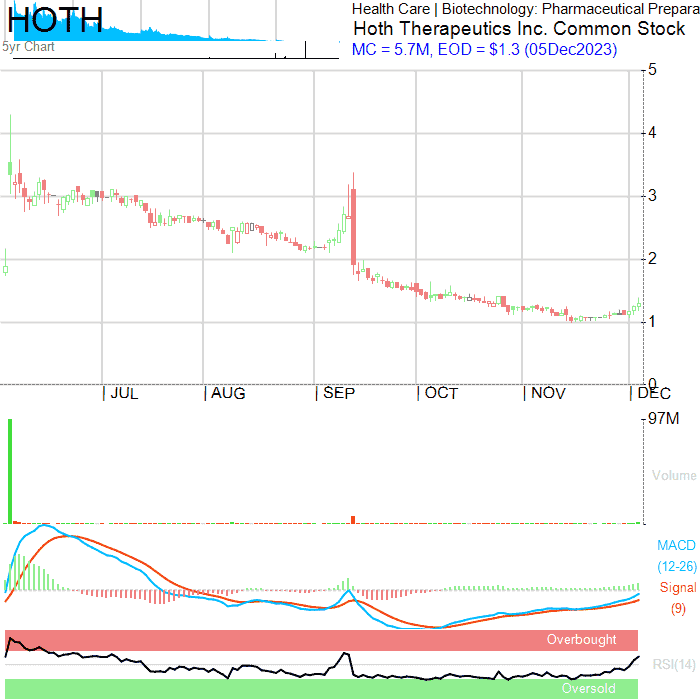 HOTH
5yr Chart
Health Care | Biotechnology: Pharmaceutical Prepara
Hoth Therapeutics Inc. Common Stock
MC = 5.7M, EOD = $1.3 (05Dec2023)
5
4
3
2
1
0
JUL
AUG
SEP
OCT
NOV
DEC
97M
Volume
MACD
(12-26)
Signal
(9)
Overbought
RSI(14)
Oversold